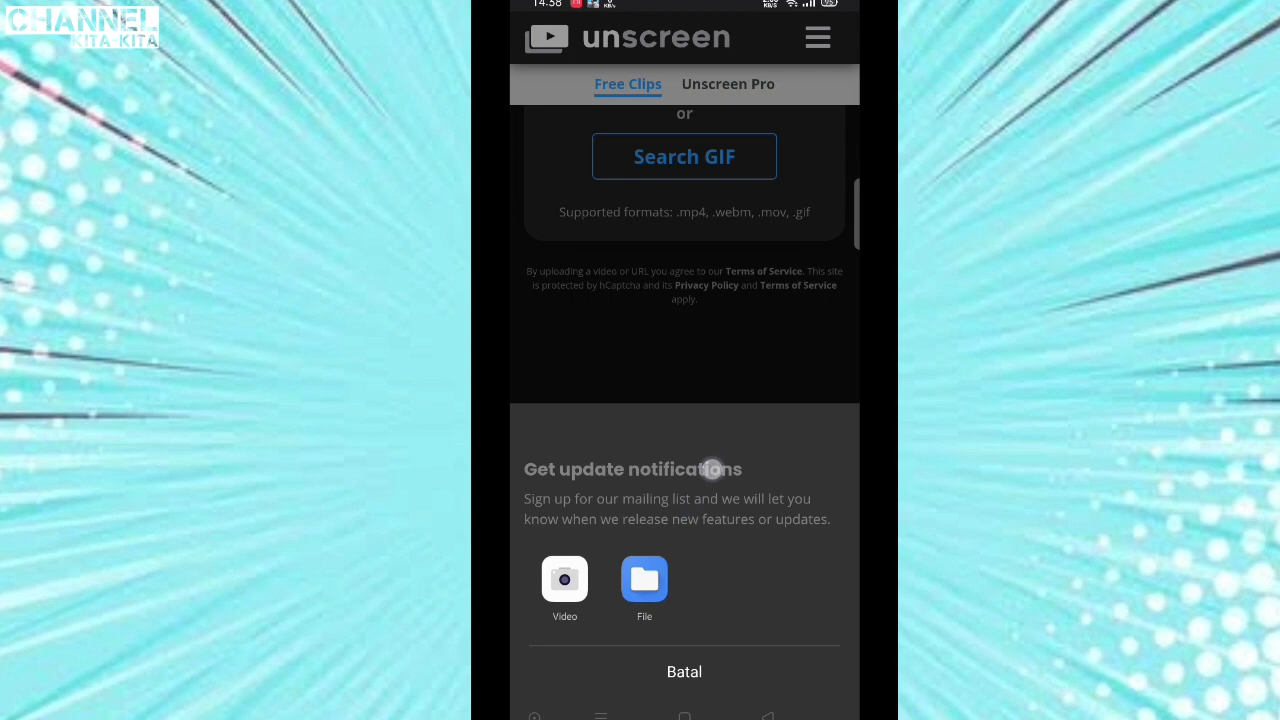 CHANNEL
KITA-KITA
14:38
KB/S
unscreen
Free Clips Unscreen Pro
or
Search GIF
Supported formats: .mp4, .webm, .mov, .gif
By uploading a video or URL you agree to our Terms of Service. This site
is protected by hCaptcha and its Privacy Policy and Terms of Service
apply.
Get update notifications
Sign up for our mailing list and we will let you
know when we release new features or updates.
Video File
Batal